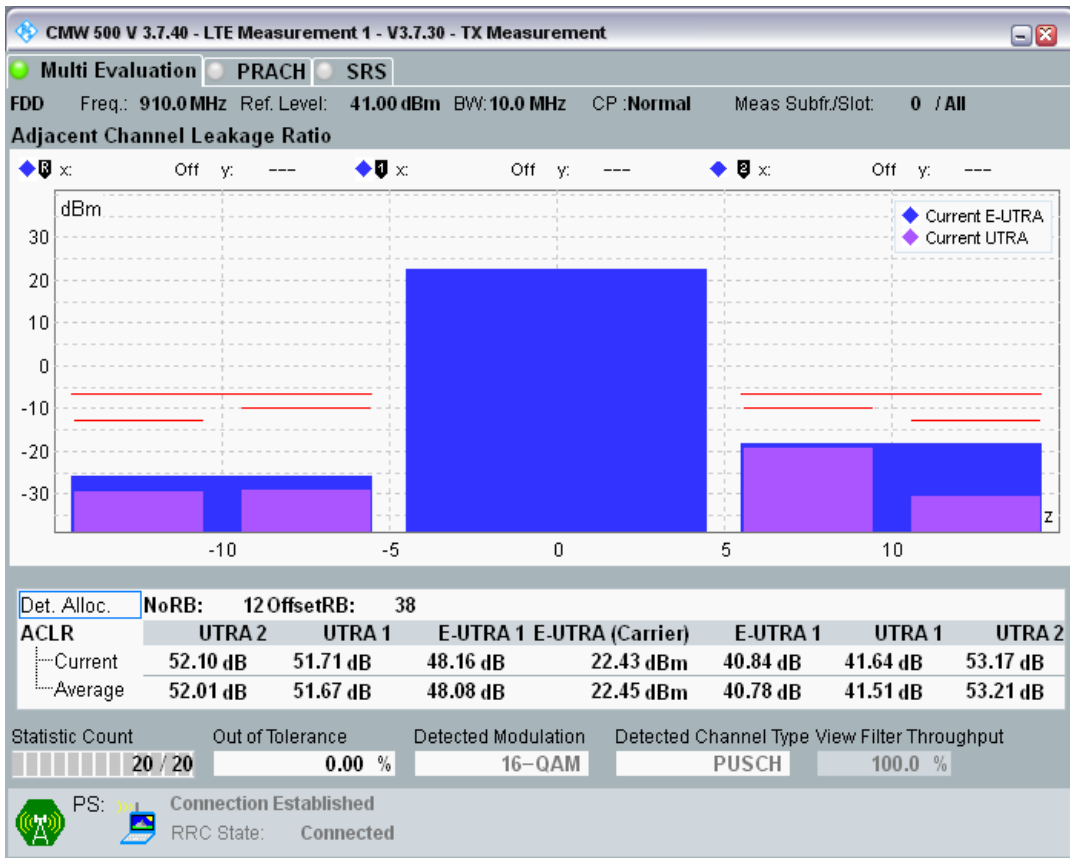 CMW 500 V 3.7.40 - LTE Measurement 1 - V3.7.30 - TX Measurement
Multi Evaluation PRACH SRS
FDD Freq.: 910.0 MHz Ref. Level: 41.00 dBm BW: 10.0 MHz CP :Normal Meas Subfr./Slot: 0 / All
Adjacent Channel Leakage Ratio
R x: Off y: --- 1 x: Off y: --- 2 x: Off y: ---
dBm
Current E-UTRA
Current UTRA
30
20
10
0
-10
-20
-30
z
-10 -5 0 5 10
Det. Alloc. NoRB: 12 OffsetRB: 38
ACLR UTRA 2 UTRA 1 E-UTRA 1 E-UTRA (Carrier) E-UTRA 1 UTRA 1 UTRA 2
Current 52.10 dB 51.71 dB 48.16 dB 22.43 dBm 40.84 dB 41.64 dB 53.17 dB
Average 52.01 dB 51.67 dB 48.08 dB 22.45 dBm 40.78 dB 41.51 dB 53.21 dB
Statistic Count Out of Tolerance Detected Modulation Detected Channel Type View Filter Throughput
20 / 20 0.00 % 16-QAM PUSCH 100.0 %
PS: Connection Established
RRC State: Connected